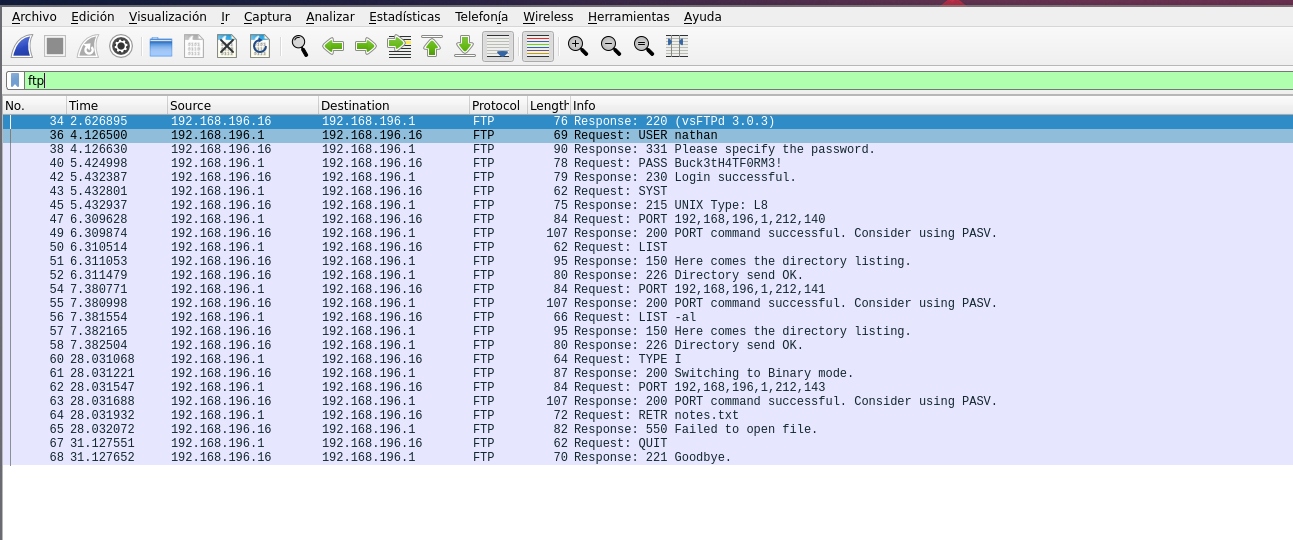 Archivo Edición Visualización Ir Captura Analizar Estadísticas Telefonía Wireless Herramientas Ayuda
ftp
No. Time Source Destination Protocol Length Info
34 2.626895 192.168.196.16 192.168.196.1 FTP 76 Response: 220 (vsFTPd 3.0.3)
36 4.126500 192.168.196.1 192.168.196.16 FTP 69 Request: USER nathan
38 4.126630 192.168.196.16 192.168.196.1 FTP 90 Response: 331 Please specify the password.
40 5.424998 192.168.196.1 192.168.196.16 FTP 78 Request: PASS Buck3tH4TF0RM3!
42 5.432387 192.168.196.16 192.168.196.1 FTP 79 Response: 230 Login successful.
43 5.432801 192.168.196.1 192.168.196.16 FTP 62 Request: SYST
45 5.432937 192.168.196.16 192.168.196.1 FTP 75 Response: 215 UNIX Type: L8
47 6.309628 192.168.196.1 192.168.196.16 FTP 84 Request: PORT 192,168,196,1,212,140
49 6.309874 192.168.196.16 192.168.196.1 FTP 107 Response: 200 PORT command successful. Consider using PASV.
50 6.310514 192.168.196.1 192.168.196.16 FTP 62 Request: LIST
51 6.311053 192.168.196.16 192.168.196.1 FTP 95 Response: 150 Here comes the directory listing.
52 6.311479 192.168.196.16 192.168.196.1 FTP 80 Response: 226 Directory send OK.
54 7.380771 192.168.196.1 192.168.196.16 FTP 84 Request: PORT 192,168,196,1,212,141
55 7.380998 192.168.196.16 192.168.196.1 FTP 107 Response: 200 PORT command successful. Consider using PASV.
56 7.381554 192.168.196.1 192.168.196.16 FTP 66 Request: LIST -al
57 7.382165 192.168.196.16 192.168.196.1 FTP 95 Response: 150 Here comes the directory listing.
58 7.382504 192.168.196.16 192.168.196.1 FTP 80 Response: 226 Directory send OK.
60 28.031068 192.168.196.1 192.168.196.16 FTP 64 Request: TYPE I
61 28.031221 192.168.196.16 192.168.196.1 FTP 87 Response: 200 Switching to Binary mode.
62 28.031547 192.168.196.1 192.168.196.16 FTP 84 Request: PORT 192,168,196,1,212,143
63 28.031688 192.168.196.16 192.168.196.1 FTP 107 Response: 200 PORT command successful. Consider using PASV.
64 28.031932 192.168.196.1 192.168.196.16 FTP 72 Request: RETR notes.txt
65 28.032072 192.168.196.16 192.168.196.1 FTP 82 Response: 550 Failed to open file.
67 31.127551 192.168.196.1 192.168.196.16 FTP 62 Request: QUIT
68 31.127652 192.168.196.16 192.168.196.1 FTP 70 Response: 221 Goodbye.